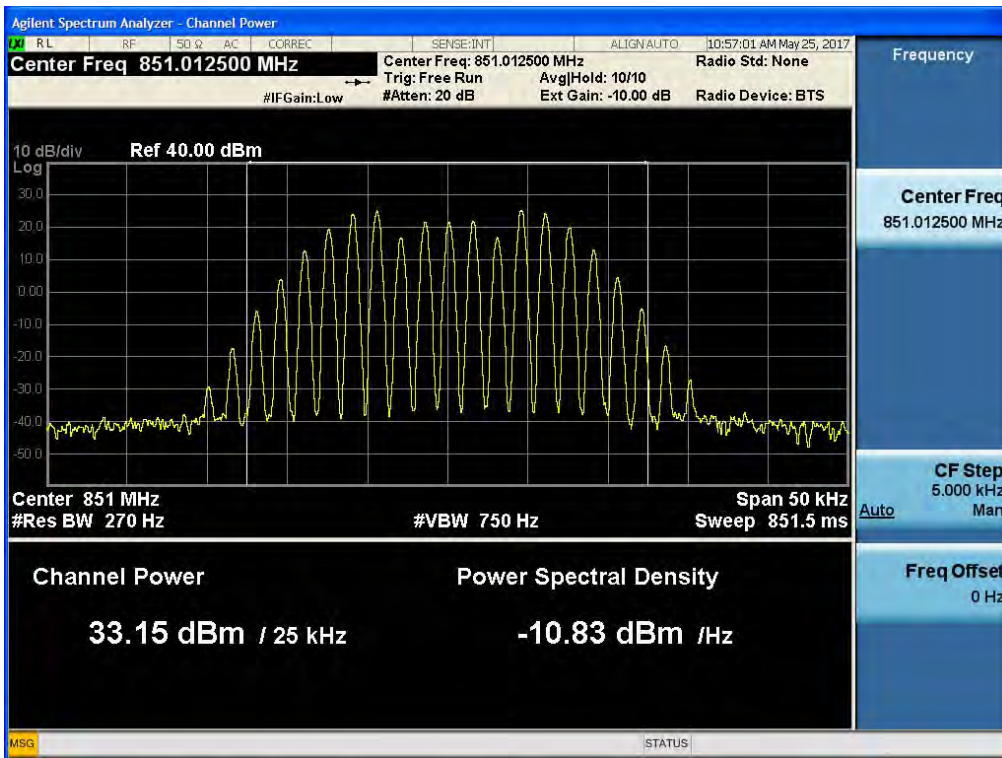 Agilent Spectrum Analyzer - Channel Power
LXI RL RF 50 Ω AC CORREC SENSE:INT ALIGNAUTO 10:57:01 AM May 25, 2017
Center Freq 851.012500 MHz
#IFGain:Low
Center Freq: 851.012500 MHz
Trig: Free Run Avg|Hold: 10/10
#Atten: 20 dB Ext Gain: -10.00 dB
Radio Std: None
Radio Device: BTS
10 dB/div Ref 40.00 dBm
Log
30.0
20.0
10.0
0.00
-10.0
-20.0
-30.0
-40.0
-50.0
Center 851 MHz Span 50 kHz
#Res BW 270 Hz #VBW 750 Hz Sweep 851.5 ms
Channel Power Power Spectral Density
33.15 dBm / 25 kHz -10.83 dBm /Hz
MSG STATUS
Frequency
Center Freq
851.012500 MHz
CF Step
5.000 kHz
Auto Man
Freq Offset
0 Hz